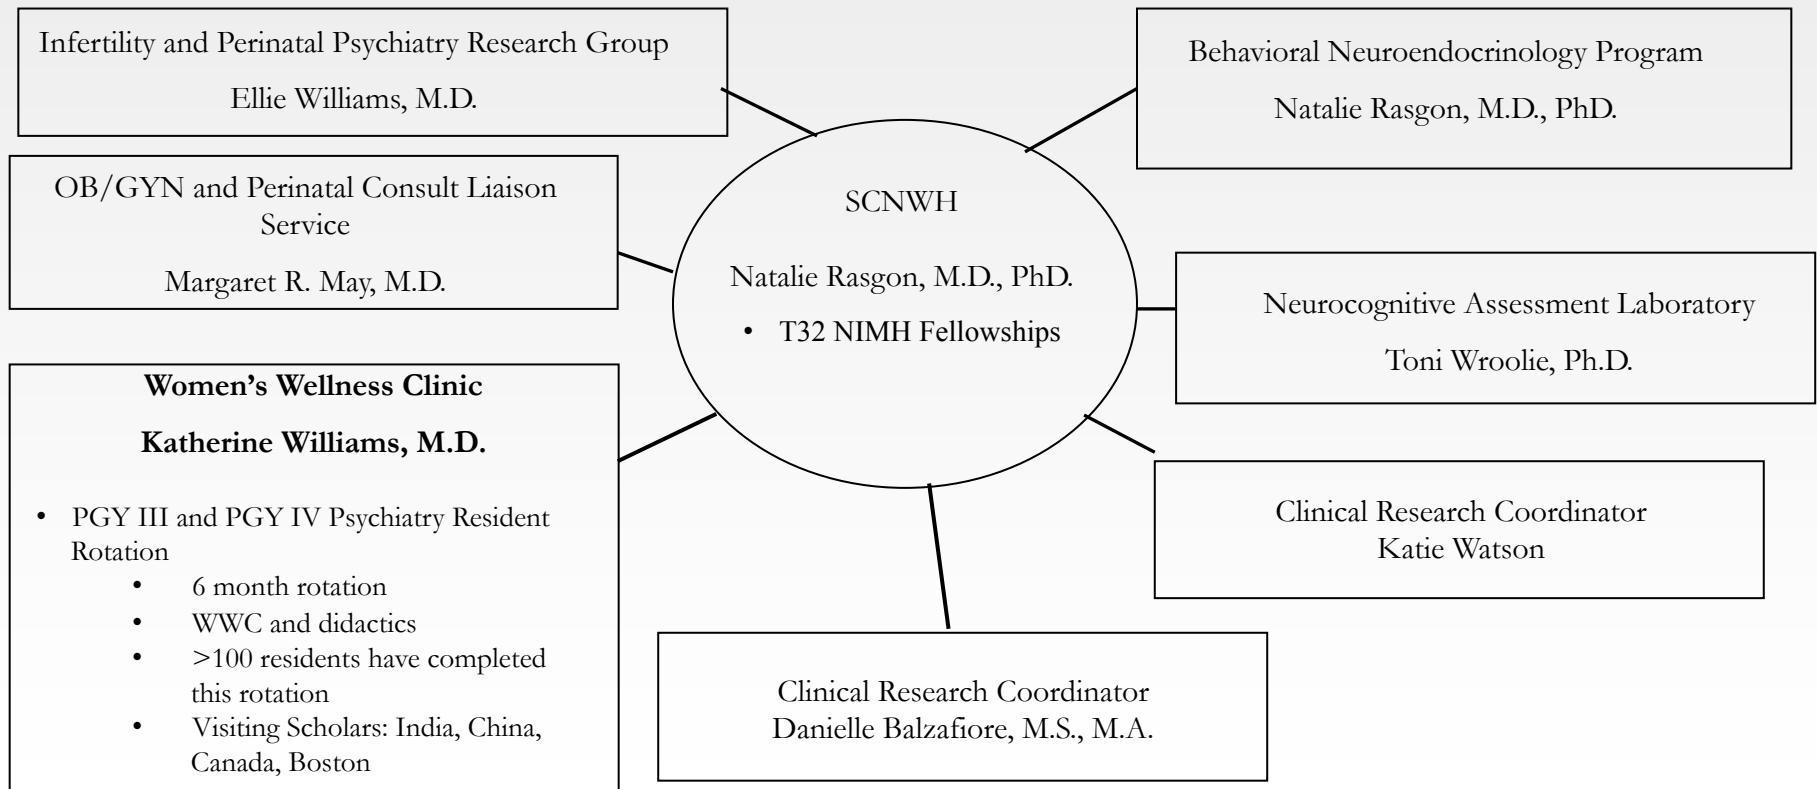 Infertility and Perinatal Psychiatry Research Group
Ellie Williams, M.D.
Behavioral Neuroendocrinology Program
Natalie Rasgon, M.D., PhD.
OB/GYN and Perinatal Consult Liaison
Service
Margaret R. May, M.D.
SCNWH
Natalie Rasgon, M.D., PhD.
• T32 NIMH Fellowships
Neurocognitive Assessment Laboratory
Toni Wroolie, Ph.D.
Women’s Wellness Clinic
Katherine Williams, M.D.
• PGY III and PGY IV Psychiatry Resident
Rotation
• 6 month rotation
• WWC and didactics
• >100 residents have completed
this rotation
• Visiting Scholars: India, China,
Canada, Boston
Clinical Research Coordinator
Katie Watson
Clinical Research Coordinator
Danielle Balzafiore, M.S., M.A.